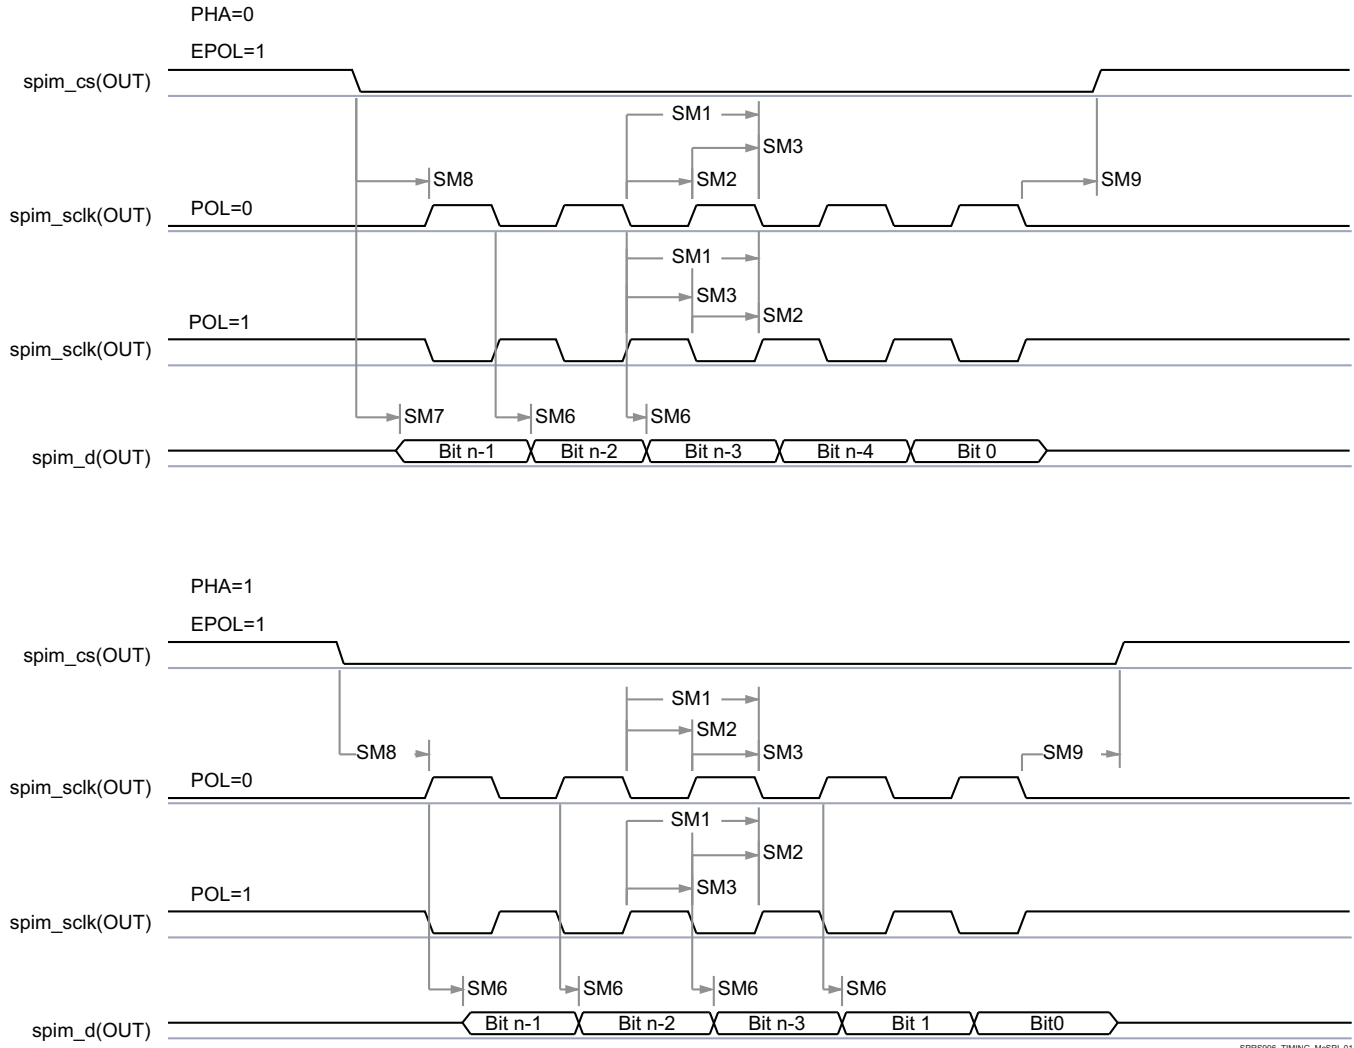 PHA=0
EPOL=1
spim_cs(OUT)
SM1
SM3
SM8
SM2
SM9
POL=0
spim_sclk(OUT)
SM1
SM3
SM2
POL=1
spim_sclk(OUT)
SM7
SM6
SM6
spim_d(OUT)
Bit n-1
Bit n-2
Bit n-3
Bit n-4
Bit 0
PHA=1
EPOL=1
spim_cs(OUT)
SM1
SM2
SM8
SM3
SM9
POL=0
spim_sclk(OUT)
SM1
SM2
SM3
POL=1
spim_sclk(OUT)
SM6
SM6
SM6
SM6
spim_d(OUT)
Bit n-1
Bit n-2
Bit n-3
Bit 1
Bit0